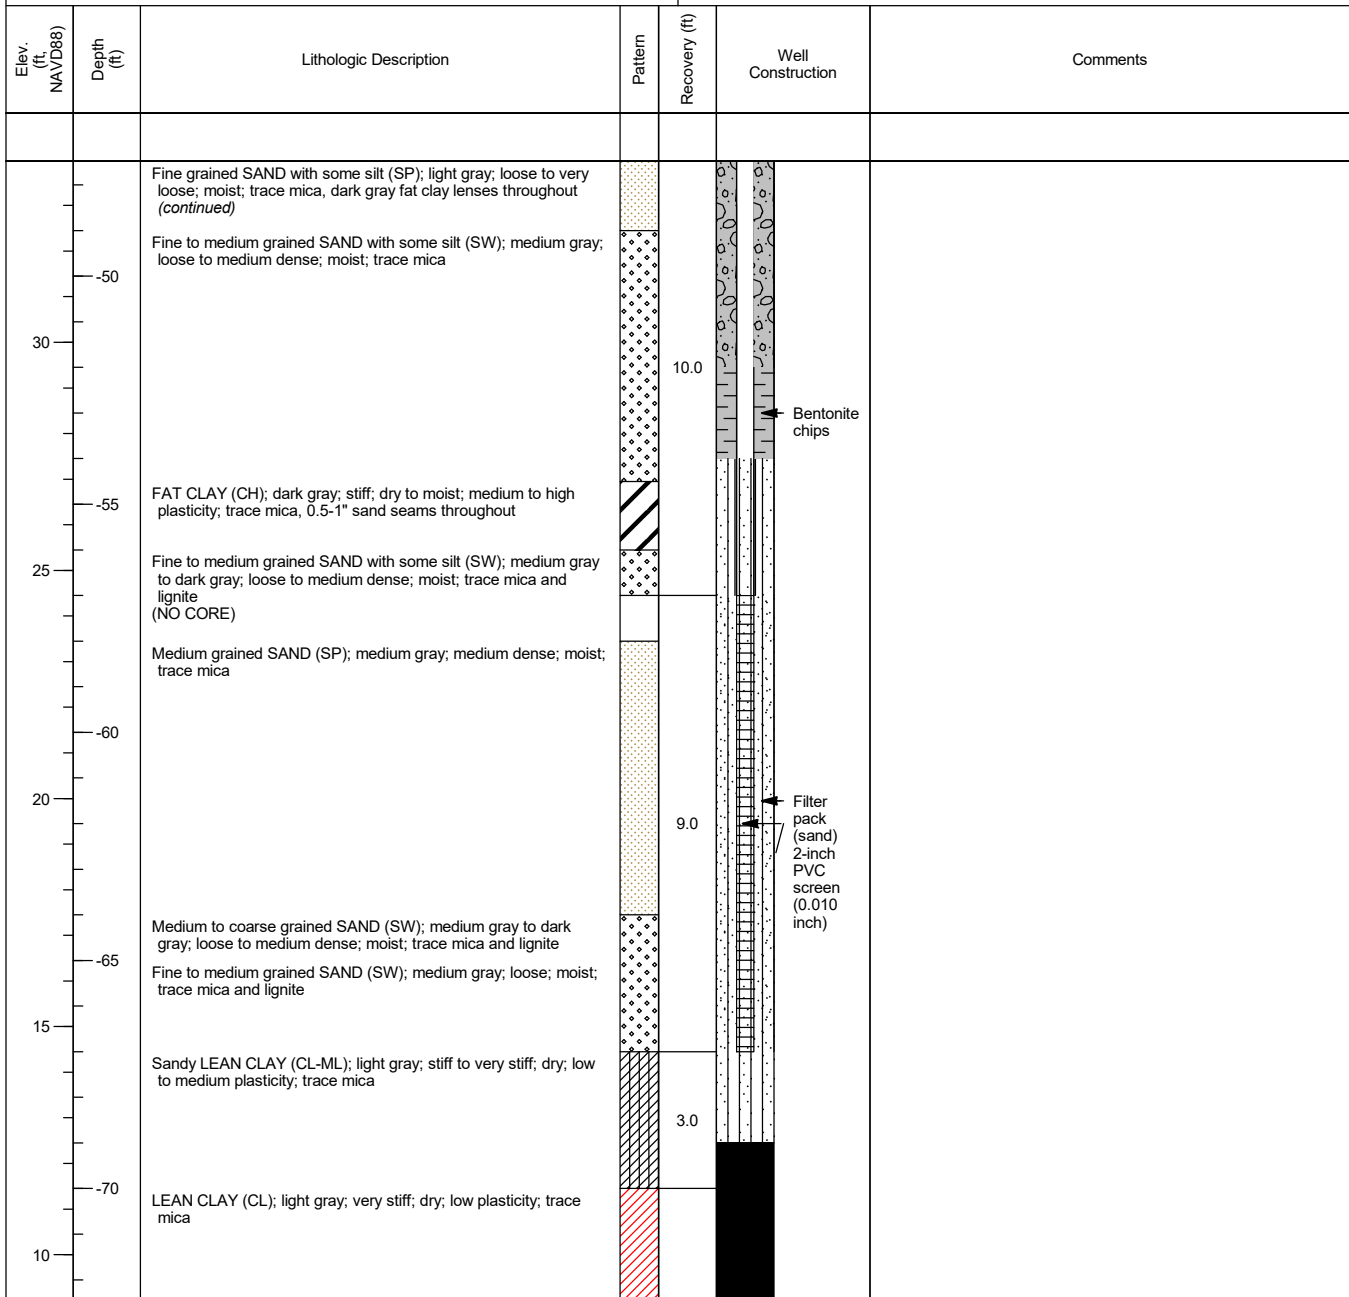 Elev.
(ft,
NAVD88)
Depth
(ft)
Lithologic Description
Pattern
Recovery (ft)
Well
Construction
Comments
Fine grained SAND with some silt (SP); light gray; loose to very
loose; moist; trace mica, dark gray fat clay lenses throughout
(continued)
Fine to medium grained SAND with some silt (SW); medium gray;
loose to medium dense; moist; trace mica
-50
30
10.0
Bentonite
chips
FAT CLAY (CH); dark gray; stiff; dry to moist; medium to high
plasticity; trace mica, 0.5-1" sand seams throughout
-55
Fine to medium grained SAND with some silt (SW); medium gray
to dark gray; loose to medium dense; moist; trace mica and
lignite
25
(NO CORE)
Medium grained SAND (SP); medium gray; medium dense; moist;
trace mica
-60
20
9.0
Filter
pack
(sand)
2-inch
PVC
screen
(0.010
inch)
Medium to coarse grained SAND (SW); medium gray to dark
gray; loose to medium dense; moist; trace mica and lignite
-65
Fine to medium grained SAND (SW); medium gray; loose; moist;
trace mica and lignite
15
Sandy LEAN CLAY (CL-ML); light gray; stiff to very stiff; dry; low
to medium plasticity; trace mica
3.0
-70
LEAN CLAY (CL); light gray; very stiff; dry; low plasticity; trace
mica
10